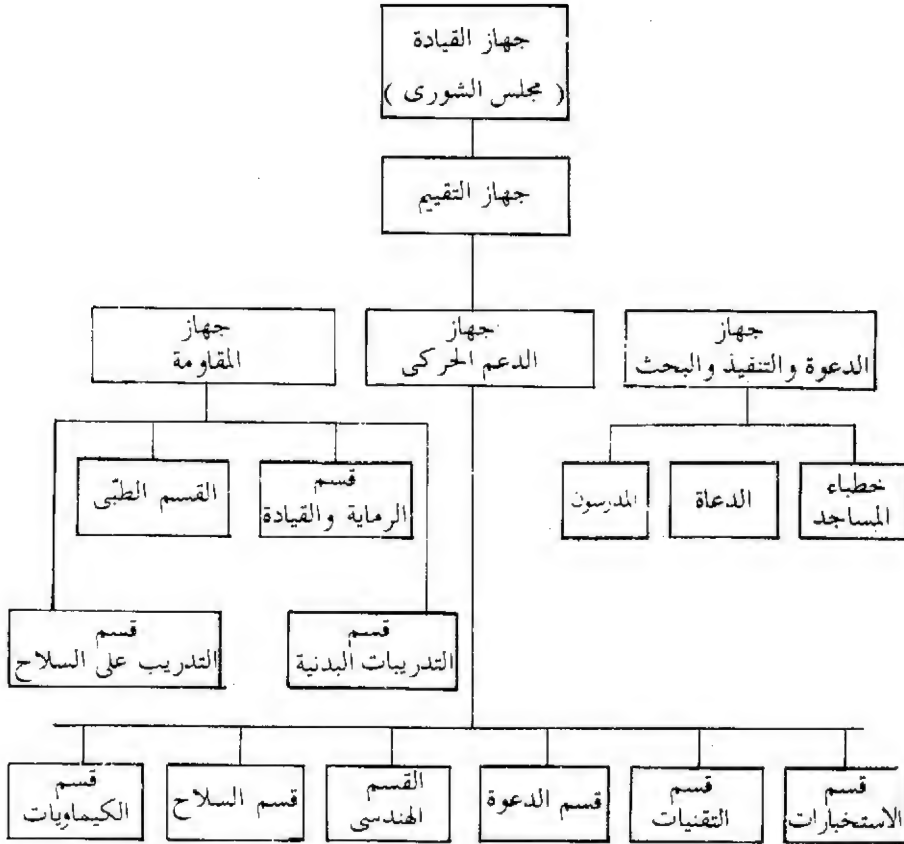 جهاز القيادة
( مجلس الشورى )
جهاز التقييم
جهاز
الدعوة والتنفيذ والبحث
جهاز
الدعم الحركى
جهاز
المقاومة
خطباء
المساجد
الدعاة
المدرسون
قسم
الرماية والقيادة
القسم الطبّى
قسم
التدريبات البدنية
قسم
التدريب على السلاح
قسم
الاستخبارات
قسم
التقنيات
قسم الدعوة
القسم
الهندسى
قسم السلاح
قسم
الكيماويات